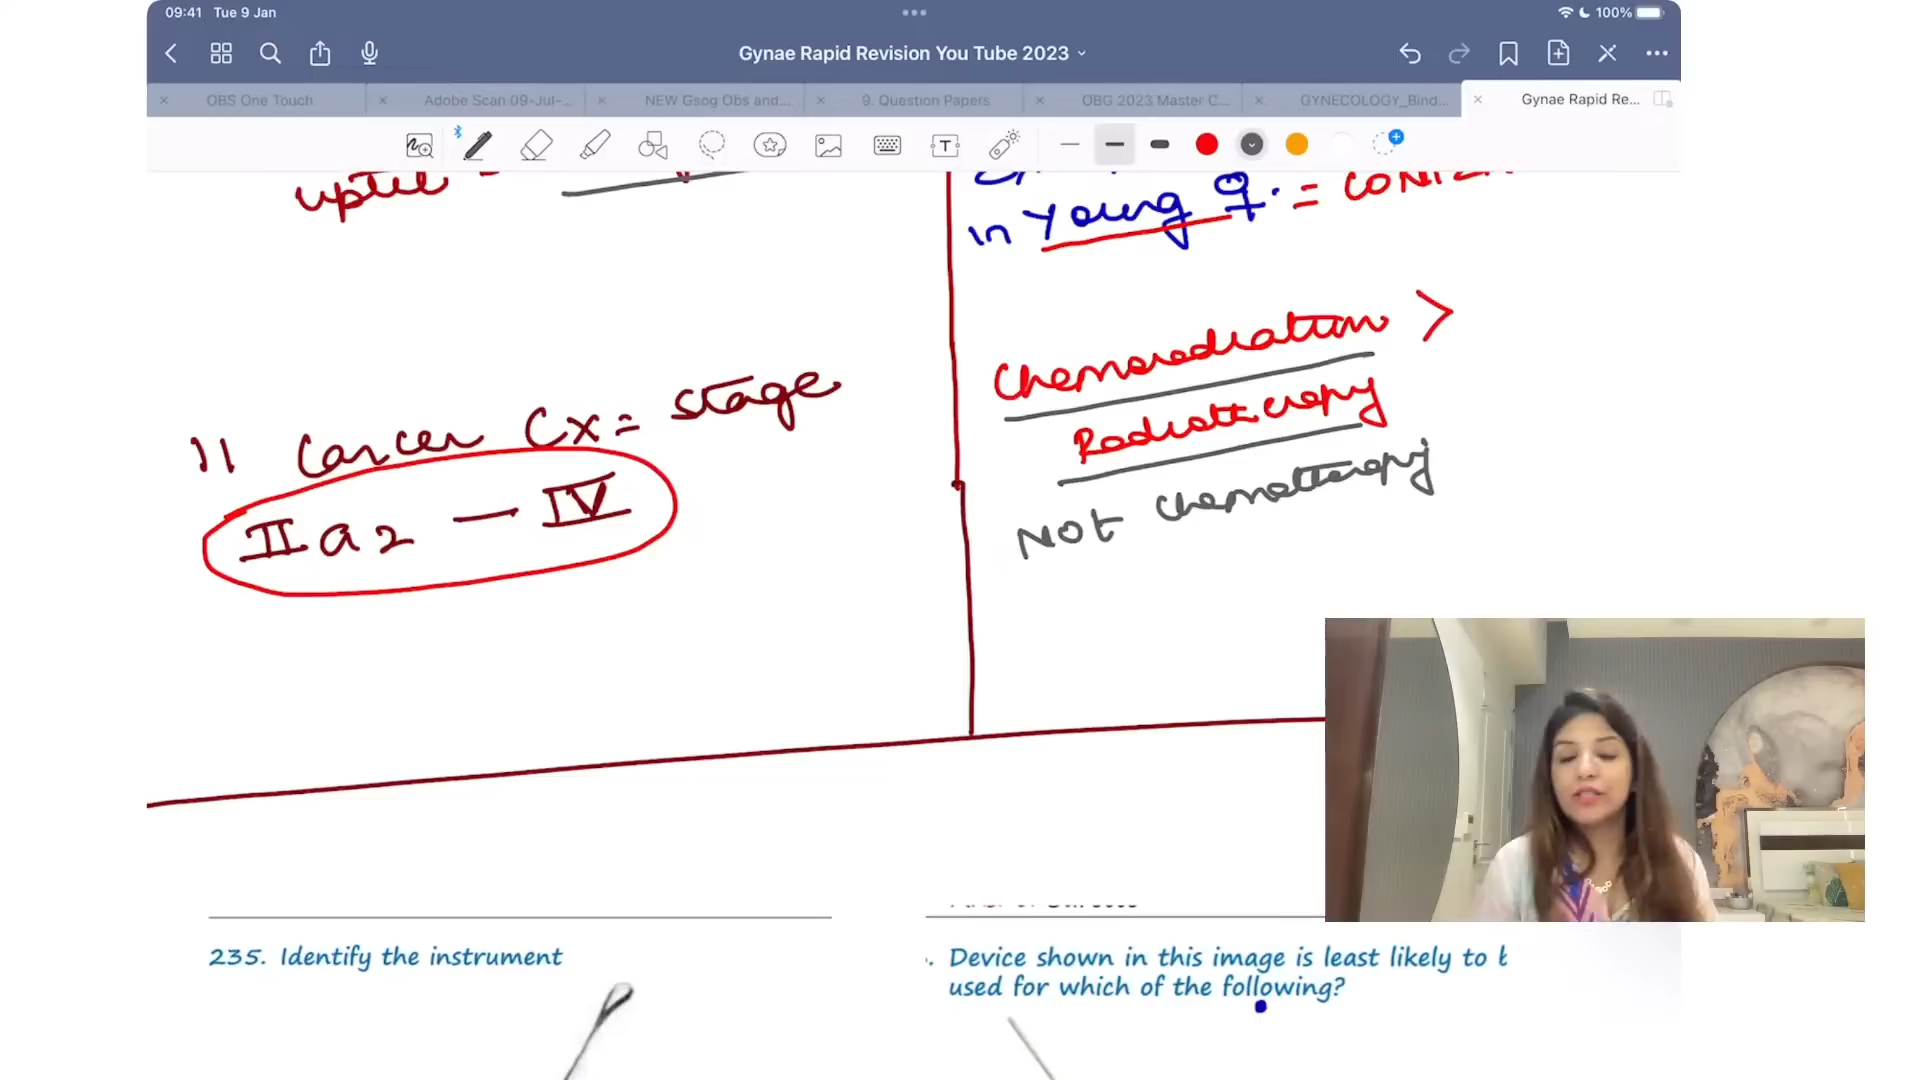 09:41 Tue 9 Jan
100%
Gynae Rapid Revision You Tube 2023
OBS One Touch
Adobe Scan 09-Jul-...
NEW Gsog Obs and...
9. Question Papers
OBG 2023 Master C...
GYNECOLOGY_Bind...
Gynae Rapid Re...
T
uptill -
in Young ♀. =
11 Cancer Cx = stage
IIa2 — IV
Chemoradiation >
Radiotherapy
NOt Chemotherapy
235. Identify the instrument
. Device shown in this image is least likely to
used for which of the following?